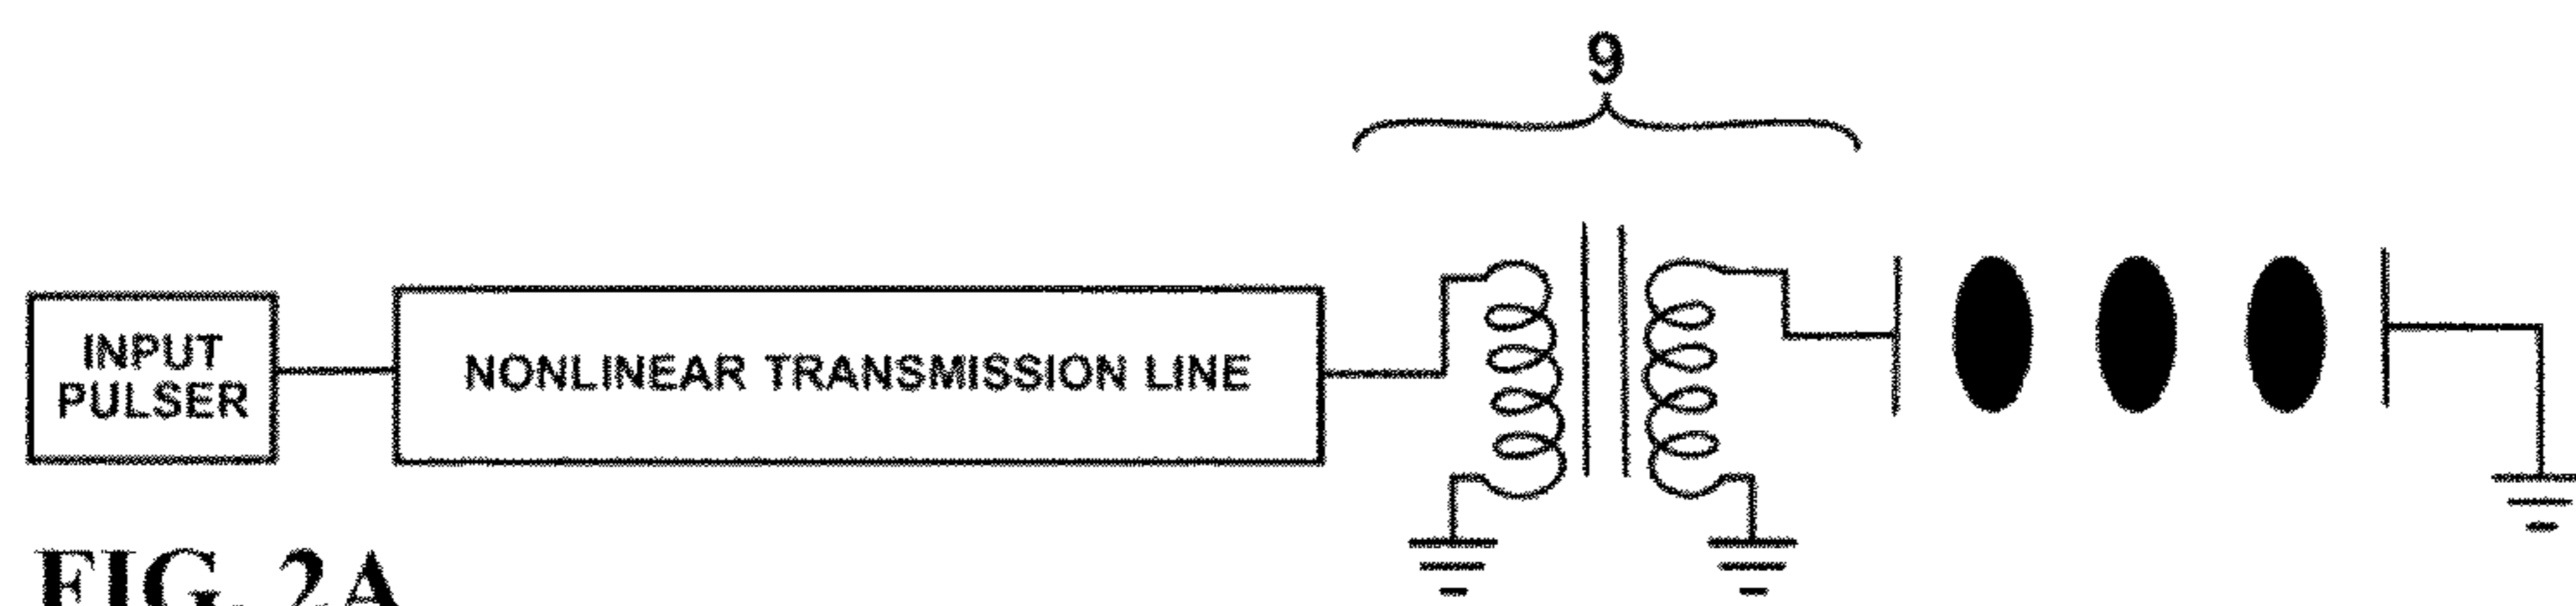 9
INPUT
PULSER
NONLINEAR TRANSMISSION LINE
FIG. 2A